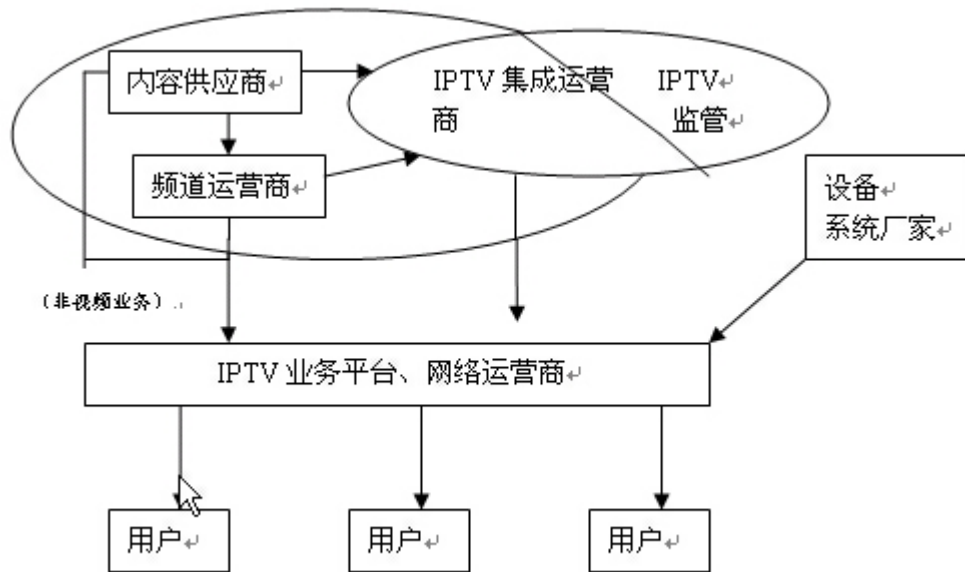 内容供应商
IPTV 集成运营商
IPTV
监管
频道运营商
设备
系统厂家
(非视频业务)
IPTV 业务平台、网络运营商
用户
用户
用户